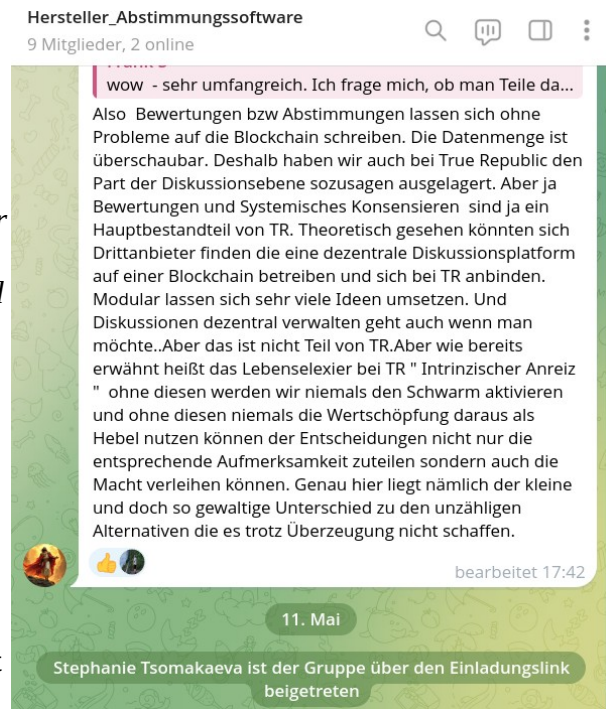 Hersteller_Abstimmungssoftware
9 Mitglieder, 2 online
wow - sehr umfangreich. Ich frage mich, ob man Teile da...
Also Bewertungen bzw Abstimmungen lassen sich ohne
Probleme auf die Blockchain schreiben. Die Datenmenge ist
überschaubar. Deshalb haben wir auch bei True Republic den
Part der Diskussionsebene sozusagen ausgelagert. Aber ja
Bewertungen und Systemisches Konsensieren sind ja ein
Hauptbestandteil von TR. Theoretisch gesehen könnten sich
Drittanbieter finden die eine dezentrale Diskussionsplatform
auf einer Blockchain betreiben und sich bei TR anbinden.
Modular lassen sich sehr viele Ideen umsetzen. Und
Diskussionen dezentral verwalten geht auch wenn man
möchte..Aber das ist nicht Teil von TR.Aber wie bereits
erwähnt heißt das Lebenselexier bei TR " Intrinzischer Anreiz
" ohne diesen werden wir niemals den Schwarm aktivieren
und ohne diesen niemals die Wertschöpfung daraus als
Hebel nutzen können der Entscheidungen nicht nur die
entsprechende Aufmerksamkeit zuteilen sondern auch die
Macht verleihen können. Genau hier liegt nämlich der kleine
und doch so gewaltige Unterschied zu den unzähligen
Alternativen die es trotz Überzeugung nicht schaffen.
bearbeitet 17:42
11. Mai
Stephanie Tsomakaeva ist der Gruppe über den Einladungslink
beigetreten